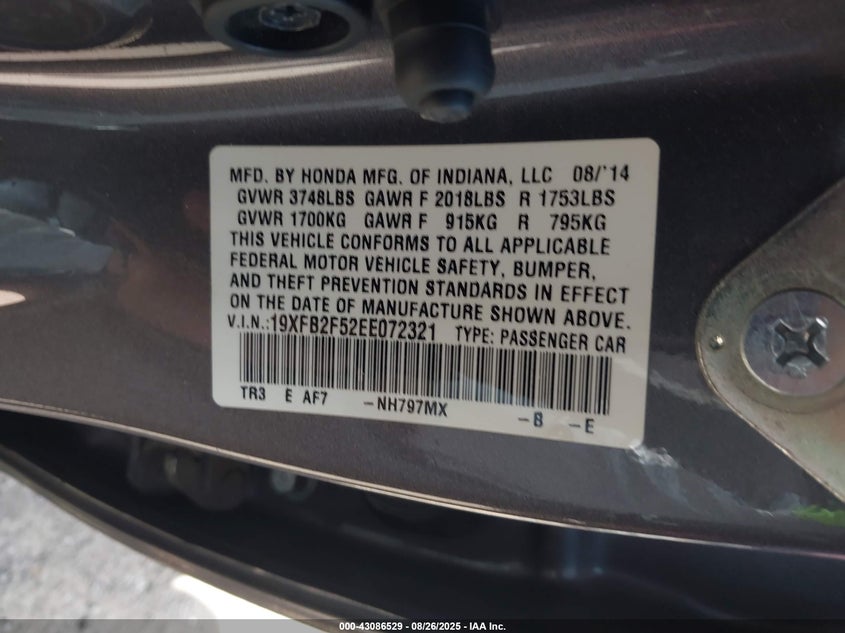 MFD. BY HONDA MFG. OF INDIANA, LLC 08/'14
GVWR 3748LBS GAWR F 2018LBS R 1753LBS
GVWR 1700KG GAWR F 915KG R 795KG
THIS VEHICLE CONFORMS TO ALL APPLICABLE
FEDERAL MOTOR VEHICLE SAFETY, BUMPER,
AND THEFT PREVENTION STANDARDS IN EFFECT
ON THE DATE OF MANUFACTURE SHOWN ABOVE.
V.I.N.:19XFB2F52EE072321 TYPE: PASSENGER CAR
TR3 E AF7 -NH797MX -B -E
000-43086529 - 08/26/2025 - IAA Inc.